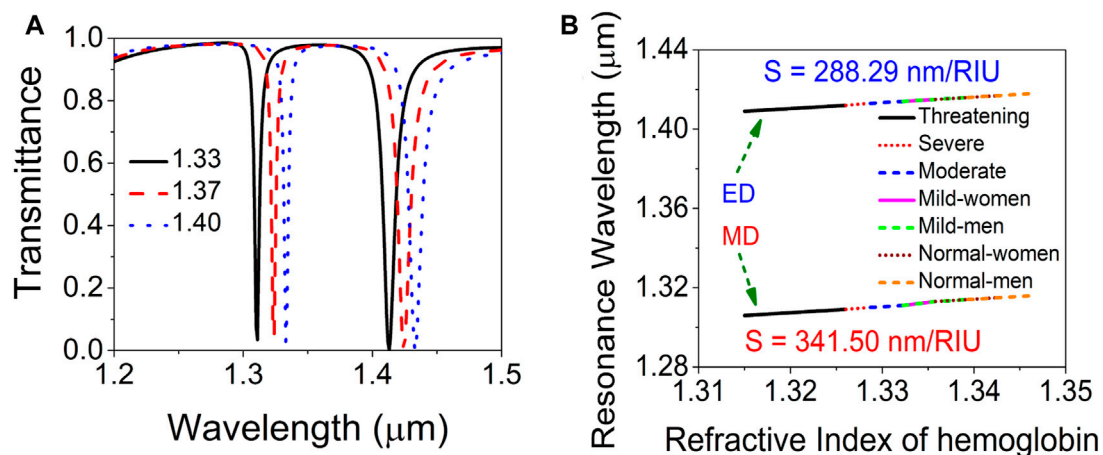 A
Transmittance
1.0
0.8
0.6
0.4
0.2
0.0
1.33
1.37
1.40
1.2
1.3
1.4
1.5
Wavelength (μm)
B
Resonance Wavelength (μm)
1.44
1.40
1.36
1.32
1.28
S = 288.29 nm/RIU
ED
MD
Threatening
Severe
Moderate
Mild-women
Mild-men
Normal-women
Normal-men
S = 341.50 nm/RIU
1.31
1.32
1.33
1.34
1.35
Refractive Index of hemoglobin